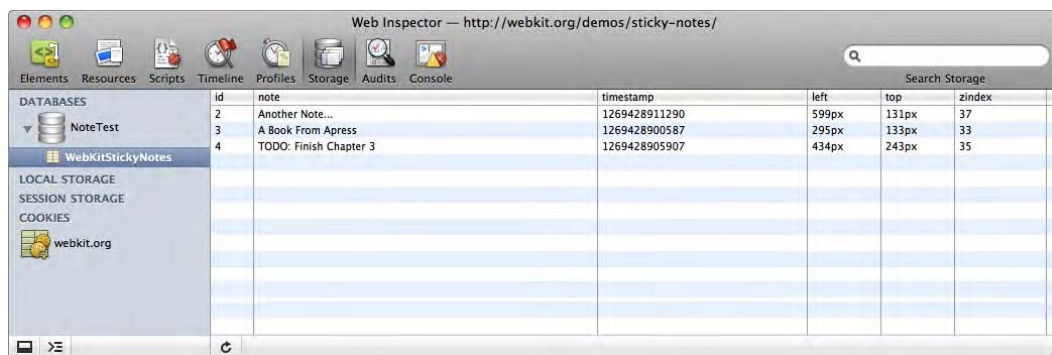 Web Inspector — http://webkit.org/demos/sticky-notes/
Elements Resources Scripts Timeline Profiles Storage Audits Console
Search Storage
DATABASES
NoteTest
WebKitStickyNotes
LOCAL STORAGE
SESSION STORAGE
COOKIES
webkit.org
id note timestamp left top zindex
2 Another Note... 1269428911290 599px 131px 37
3 A Book From Apress 1269428900587 295px 133px 33
4 TODO: Finish Chapter 3 1269428905907 434px 243px 35